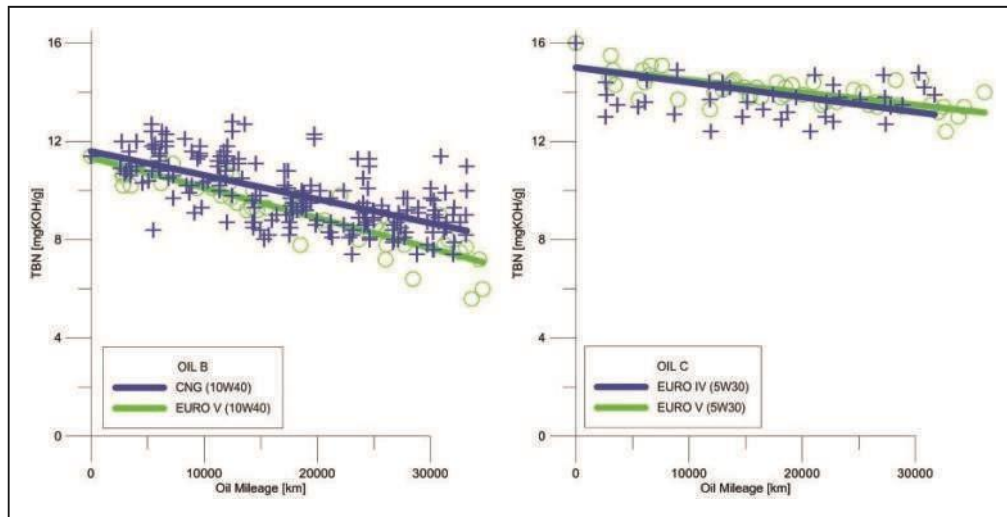 16
12
8
4
0
TBN [mgKOH/g]
OIL B
CNG (10W40)
EURO V (10W40)
0 10000 20000 30000
Oil Mileage [km]
16
12
8
4
0
TBN [mgKOH/g]
OIL C
EURO IV (5W30)
EURO V (5W30)
0 10000 20000 30000
Oil Mileage [km]